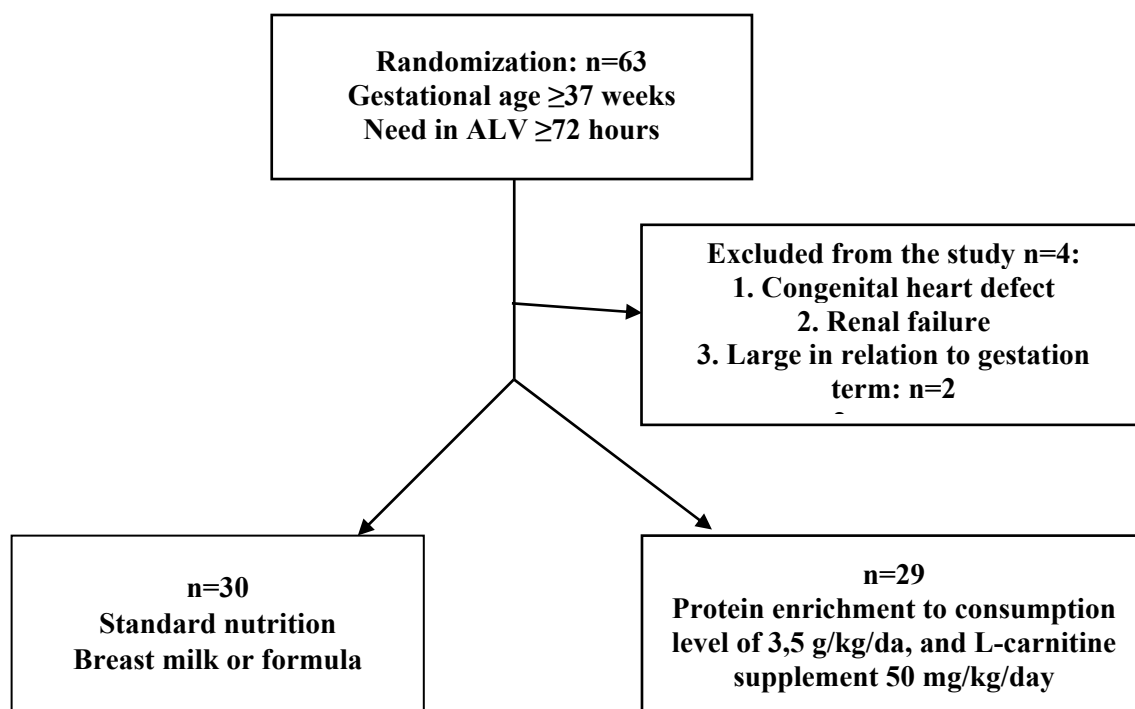 Randomization: n=63
Gestational age ≥37 weeks
Need in ALV ≥72 hours
Excluded from the study n=4:
1. Congenital heart defect
2. Renal failure
3. Large in relation to gestation
term: n=2
n=30
Standard nutrition
Breast milk or formula
n=29
Protein enrichment to consumption
level of 3,5 g/kg/da, and L-carnitine
supplement 50 mg/kg/day